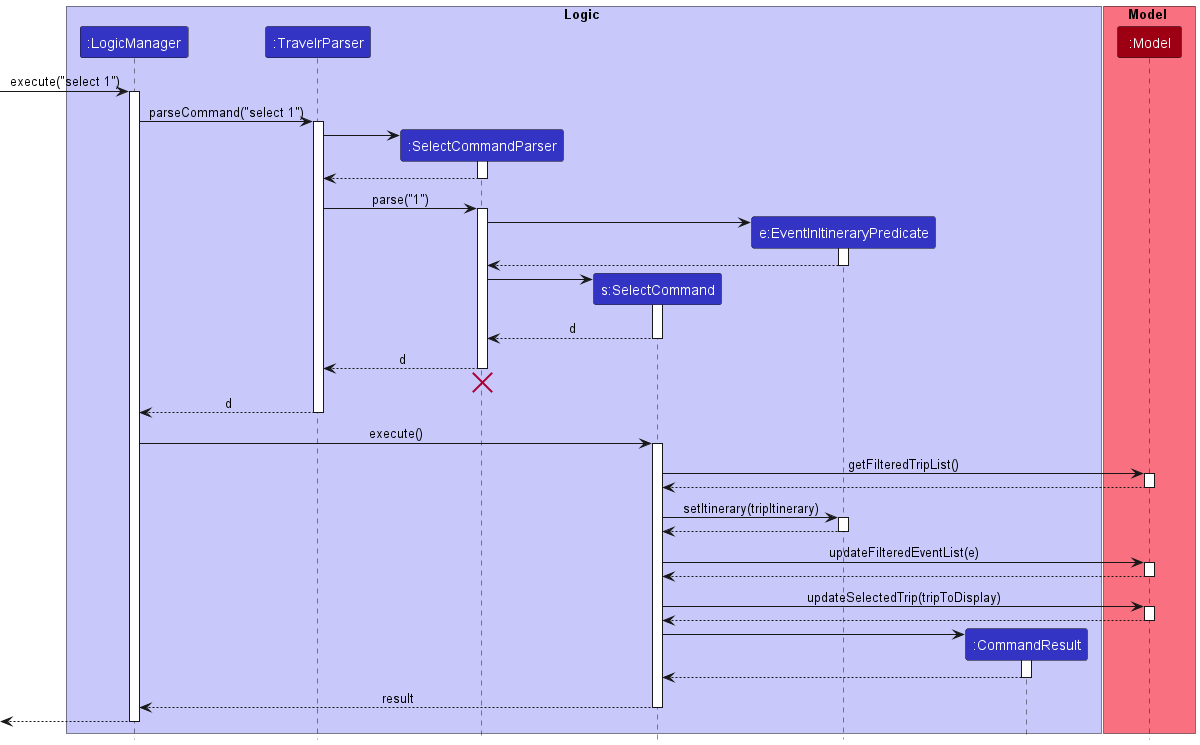 Logic
Model
:LogicManager
:TravelrParser
:Model
execute("select 1")
parseCommand("select 1")
:SelectCommandParser
parse("1")
e:EventInItineraryPredicate
s:SelectCommand
d
d
d
execute()
getFilteredTripList()
setItinerary(tripItinerary)
updateFilteredEventList(e)
updateSelectedTrip(tripToDisplay)
:CommandResult
result